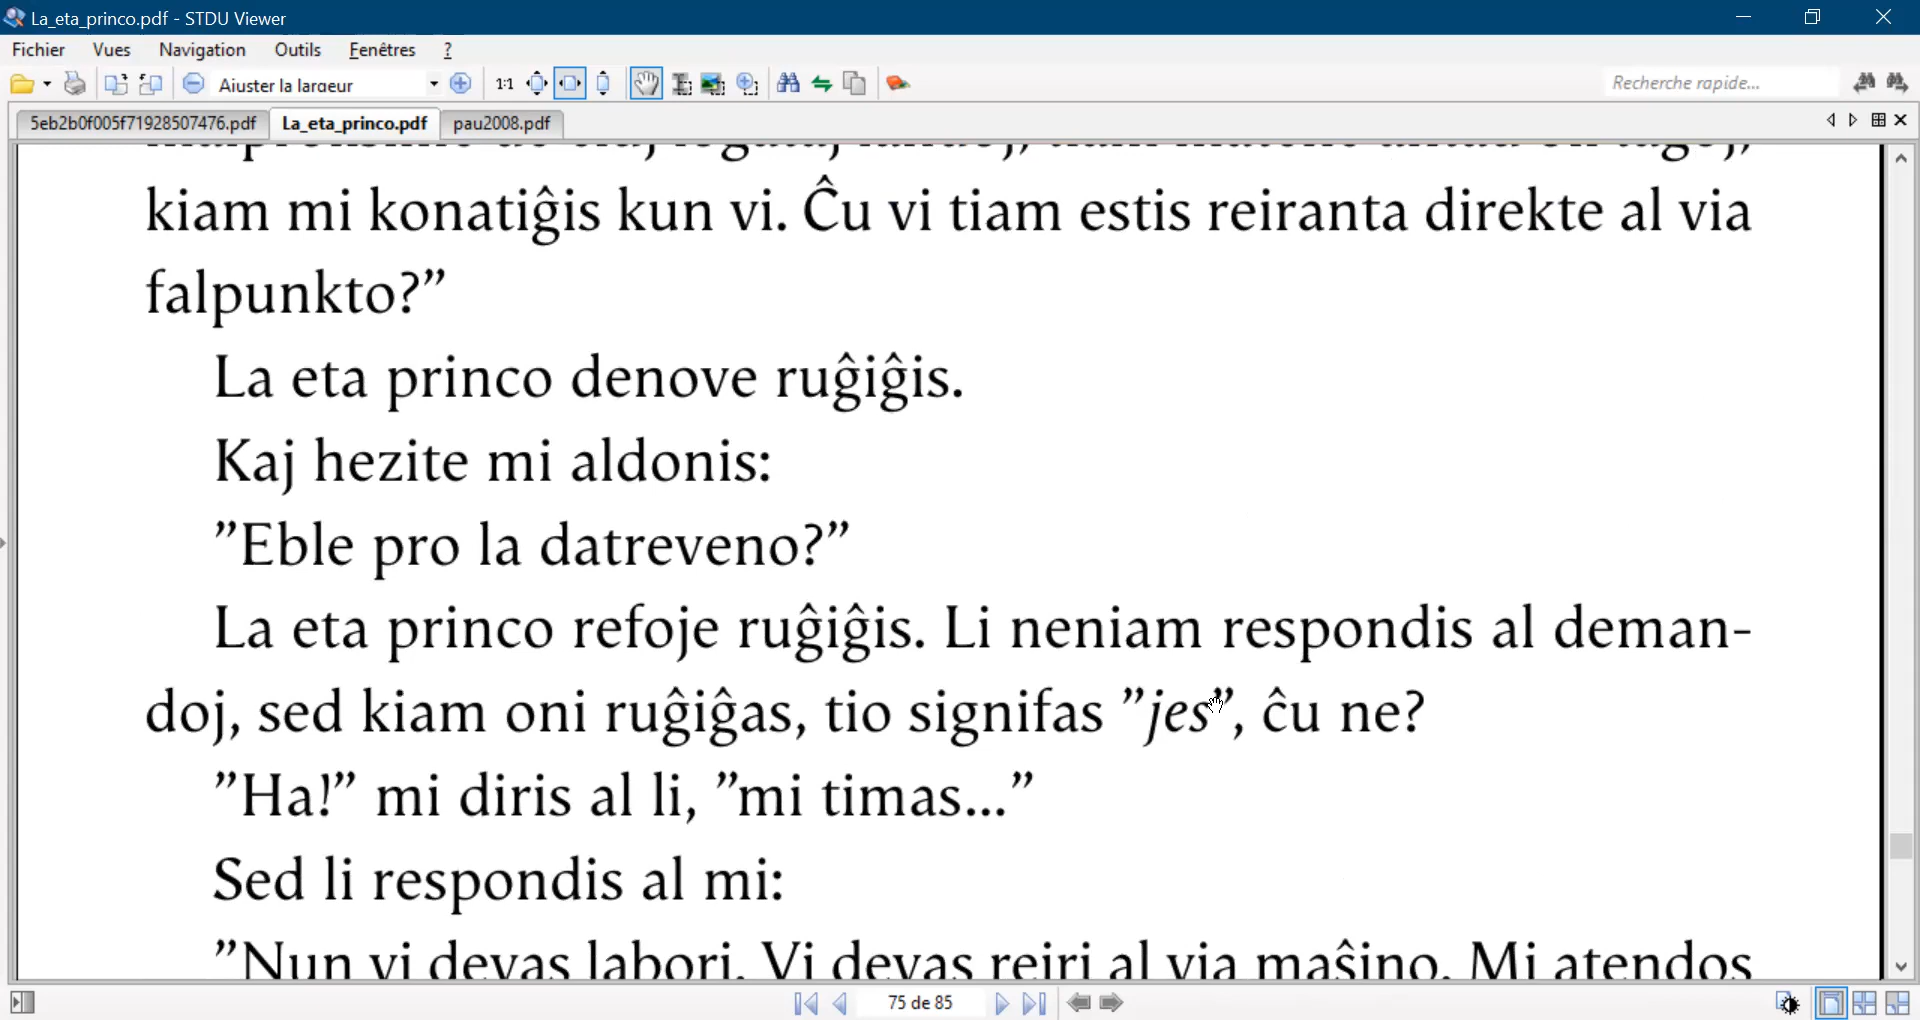 La_eta_princo.pdf - STDU Viewer
Fichier Vues Navigation Outils Fenêtres ?
Ajuster la largeur 1:1 Recherche rapide...
5eb2b0f005f71928507476.pdf La_eta_princo.pdf pau2008.pdf
kiam mi konatiĝis kun vi. Ĉu vi tiam estis reiranta direkte al via
falpunkto?”
La eta princo denove ruĝiĝis.
Kaj hezite mi aldonis:
”Eble pro la datreveno?”
La eta princo refoje ruĝiĝis. Li neniam respondis al deman-
doj, sed kiam oni ruĝiĝas, tio signifas ”jes”, ĉu ne?
”Ha!” mi diris al li, ”mi timas...”
Sed li respondis al mi:
”Nun vi devas labori. Vi devas reiri al via maŝino. Mi atendos
75 de 85